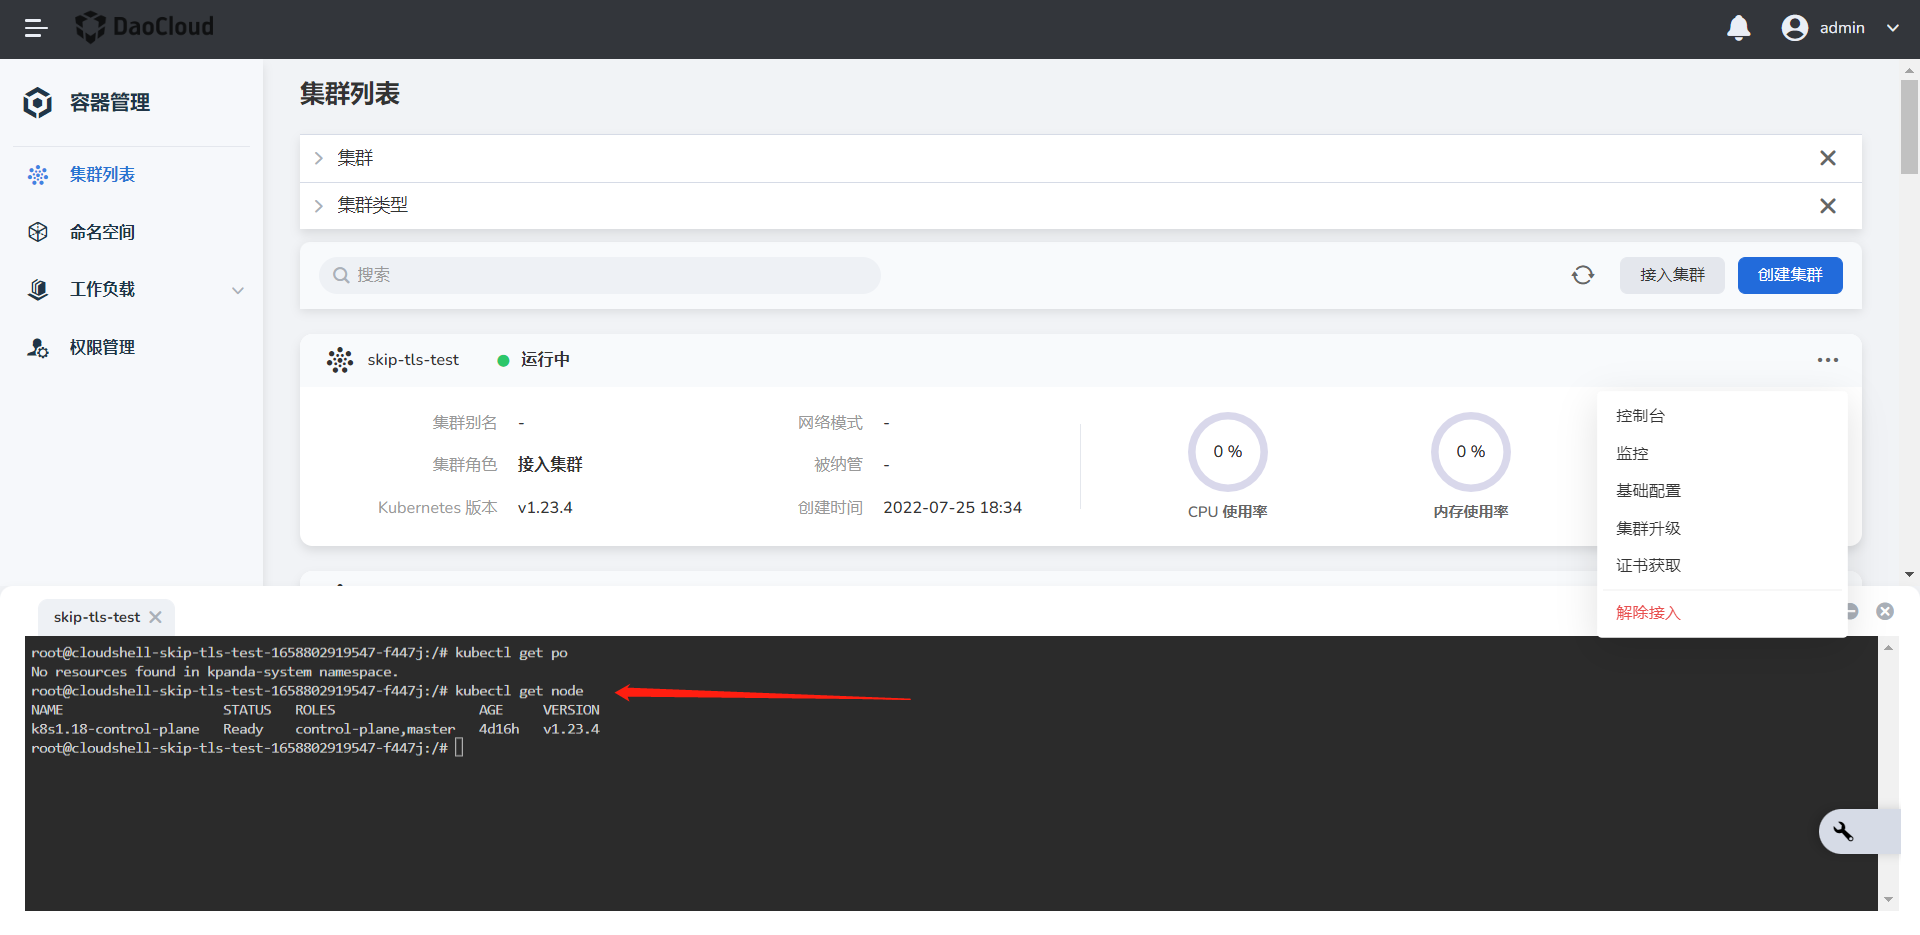 DaoCloud
admin
容器管理
集群列表
命名空间
工作负载
权限管理
集群列表
集群
集群类型
搜索
接入集群
创建集群
skip-tls-test
运行中
集群别名 -
网络模式 -
集群角色 接入集群
被纳管 -
Kubernetes 版本 v1.23.4
创建时间 2022-07-25 18:34
0 %
CPU 使用率
0 %
内存使用率
控制台
监控
基础配置
集群升级
证书获取
解除接入
skip-tls-test
root@cloudshell-skip-tls-test-1658802919547-f447j:/# kubectl get po
No resources found in kpanda-system namespace.
root@cloudshell-skip-tls-test-1658802919547-f447j:/# kubectl get node
NAME STATUS ROLES AGE VERSION
k8s1.18-control-plane Ready control-plane,master 4d16h v1.23.4
root@cloudshell-skip-tls-test-1658802919547-f447j:/#